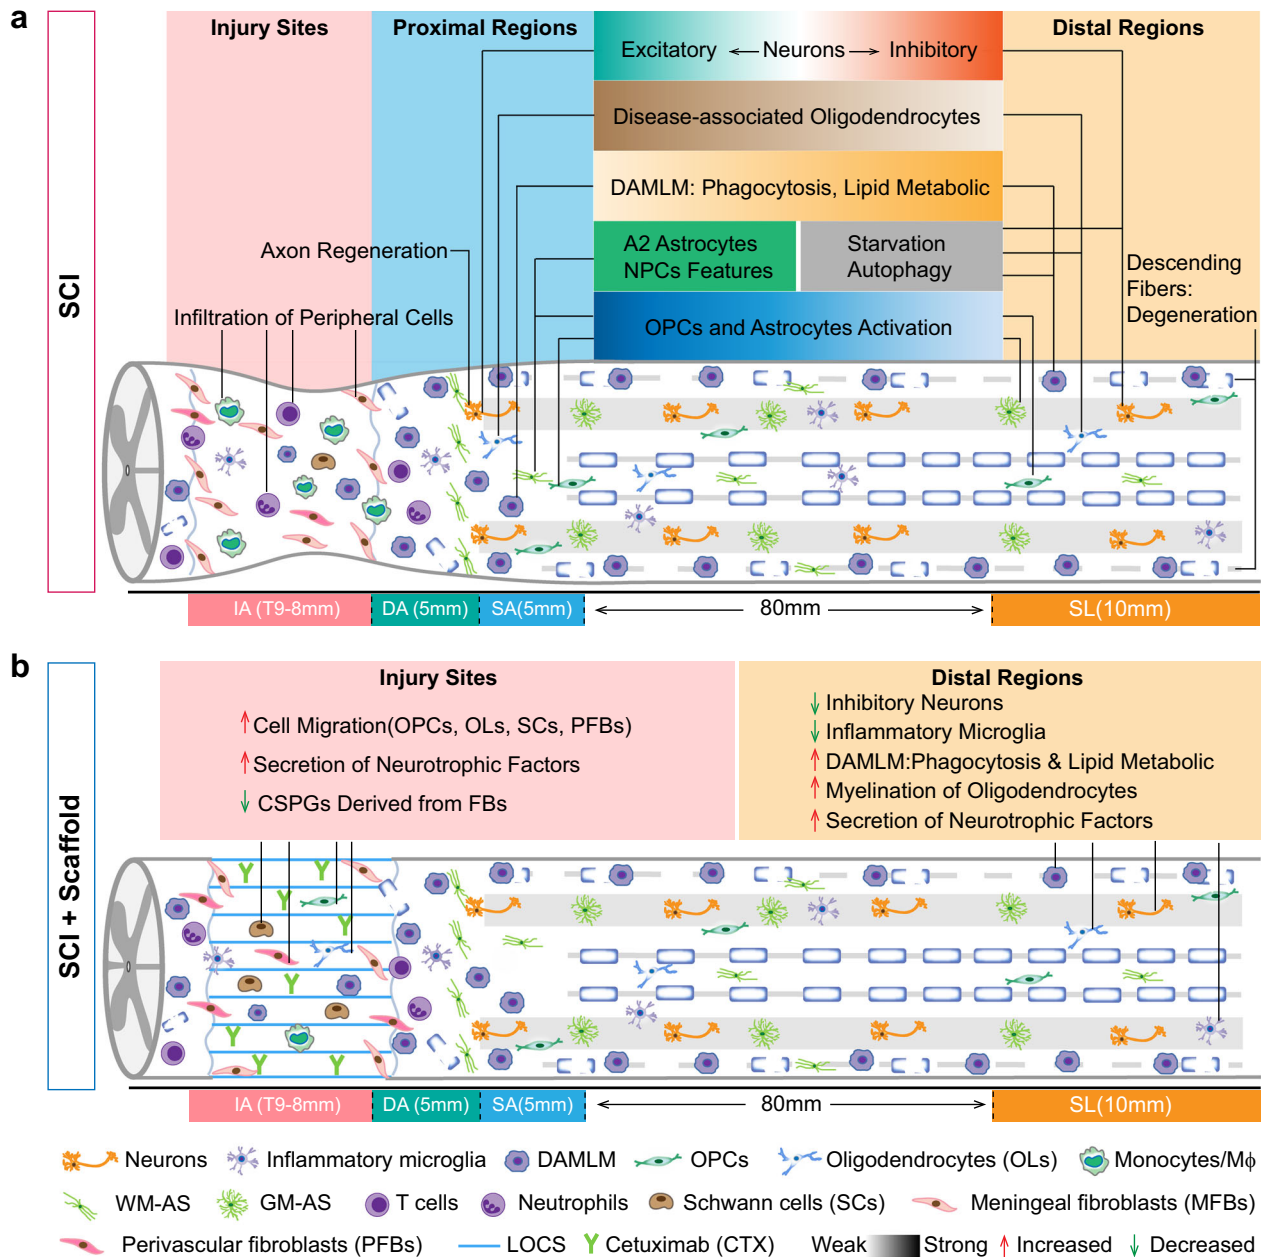 a
SCI
Injury Sites
Proximal Regions
Distal Regions
Excitatory
Neurons
Inhibitory
Disease-associated Oligodendrocytes
DAMLM: Phagocytosis, Lipid Metabolic
A2 Astrocytes
NPCs Features
Starvation
Autophagy
OPCs and Astrocytes Activation
Axon Regeneration
Infiltration of Peripheral Cells
Descending
Fibers:
Degeneration
IA (T9-8mm)
DA (5mm)
SA(5mm)
80mm
SL(10mm)
b
SCI + Scaffold
Injury Sites
↑ Cell Migration(OPCs, OLs, SCs, PFBs)
↑ Secretion of Neurotrophic Factors
↓ CSPGs Derived from FBs
Distal Regions
↓ Inhibitory Neurons
↓ Inflammatory Microglia
↑ DAMLM:Phagocytosis & Lipid Metabolic
↑ Myelination of Oligodendrocytes
↑ Secretion of Neurotrophic Factors
IA (T9-8mm)
DA (5mm)
SA(5mm)
80mm
SL(10mm)
Neurons
Inflammatory microglia
DAMLM
OPCs
Oligodendrocytes (OLs)
Monocytes/Mϕ
WM-AS
GM-AS
T cells
Neutrophils
Schwann cells (SCs)
Meningeal fibroblasts (MFBs)
Perivascular fibroblasts (PFBs)
LOCS
Cetuximab (CTX)
Weak
Strong
↑ Increased
↓ Decreased